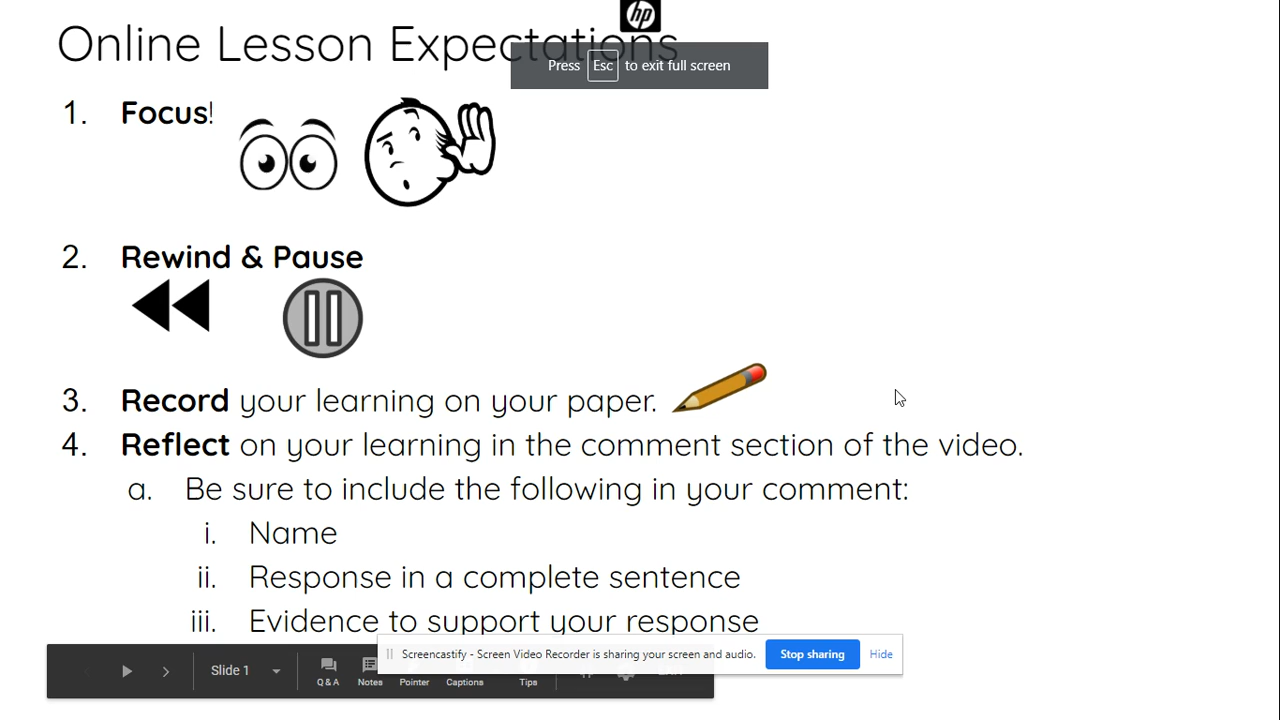 Online Lesson Expectations
hp
Press Esc to exit full screen
1. Focus!
2. Rewind & Pause
3. Record your learning on your paper.
4. Reflect on your learning in the comment section of the video.
a. Be sure to include the following in your comment:
i. Name
ii. Response in a complete sentence
iii. Evidence to support your response
Screencastify - Screen Video Recorder is sharing your screen and audio. Stop sharing Hide
Slide 1
Q & A Notes Pointer Captions Tips